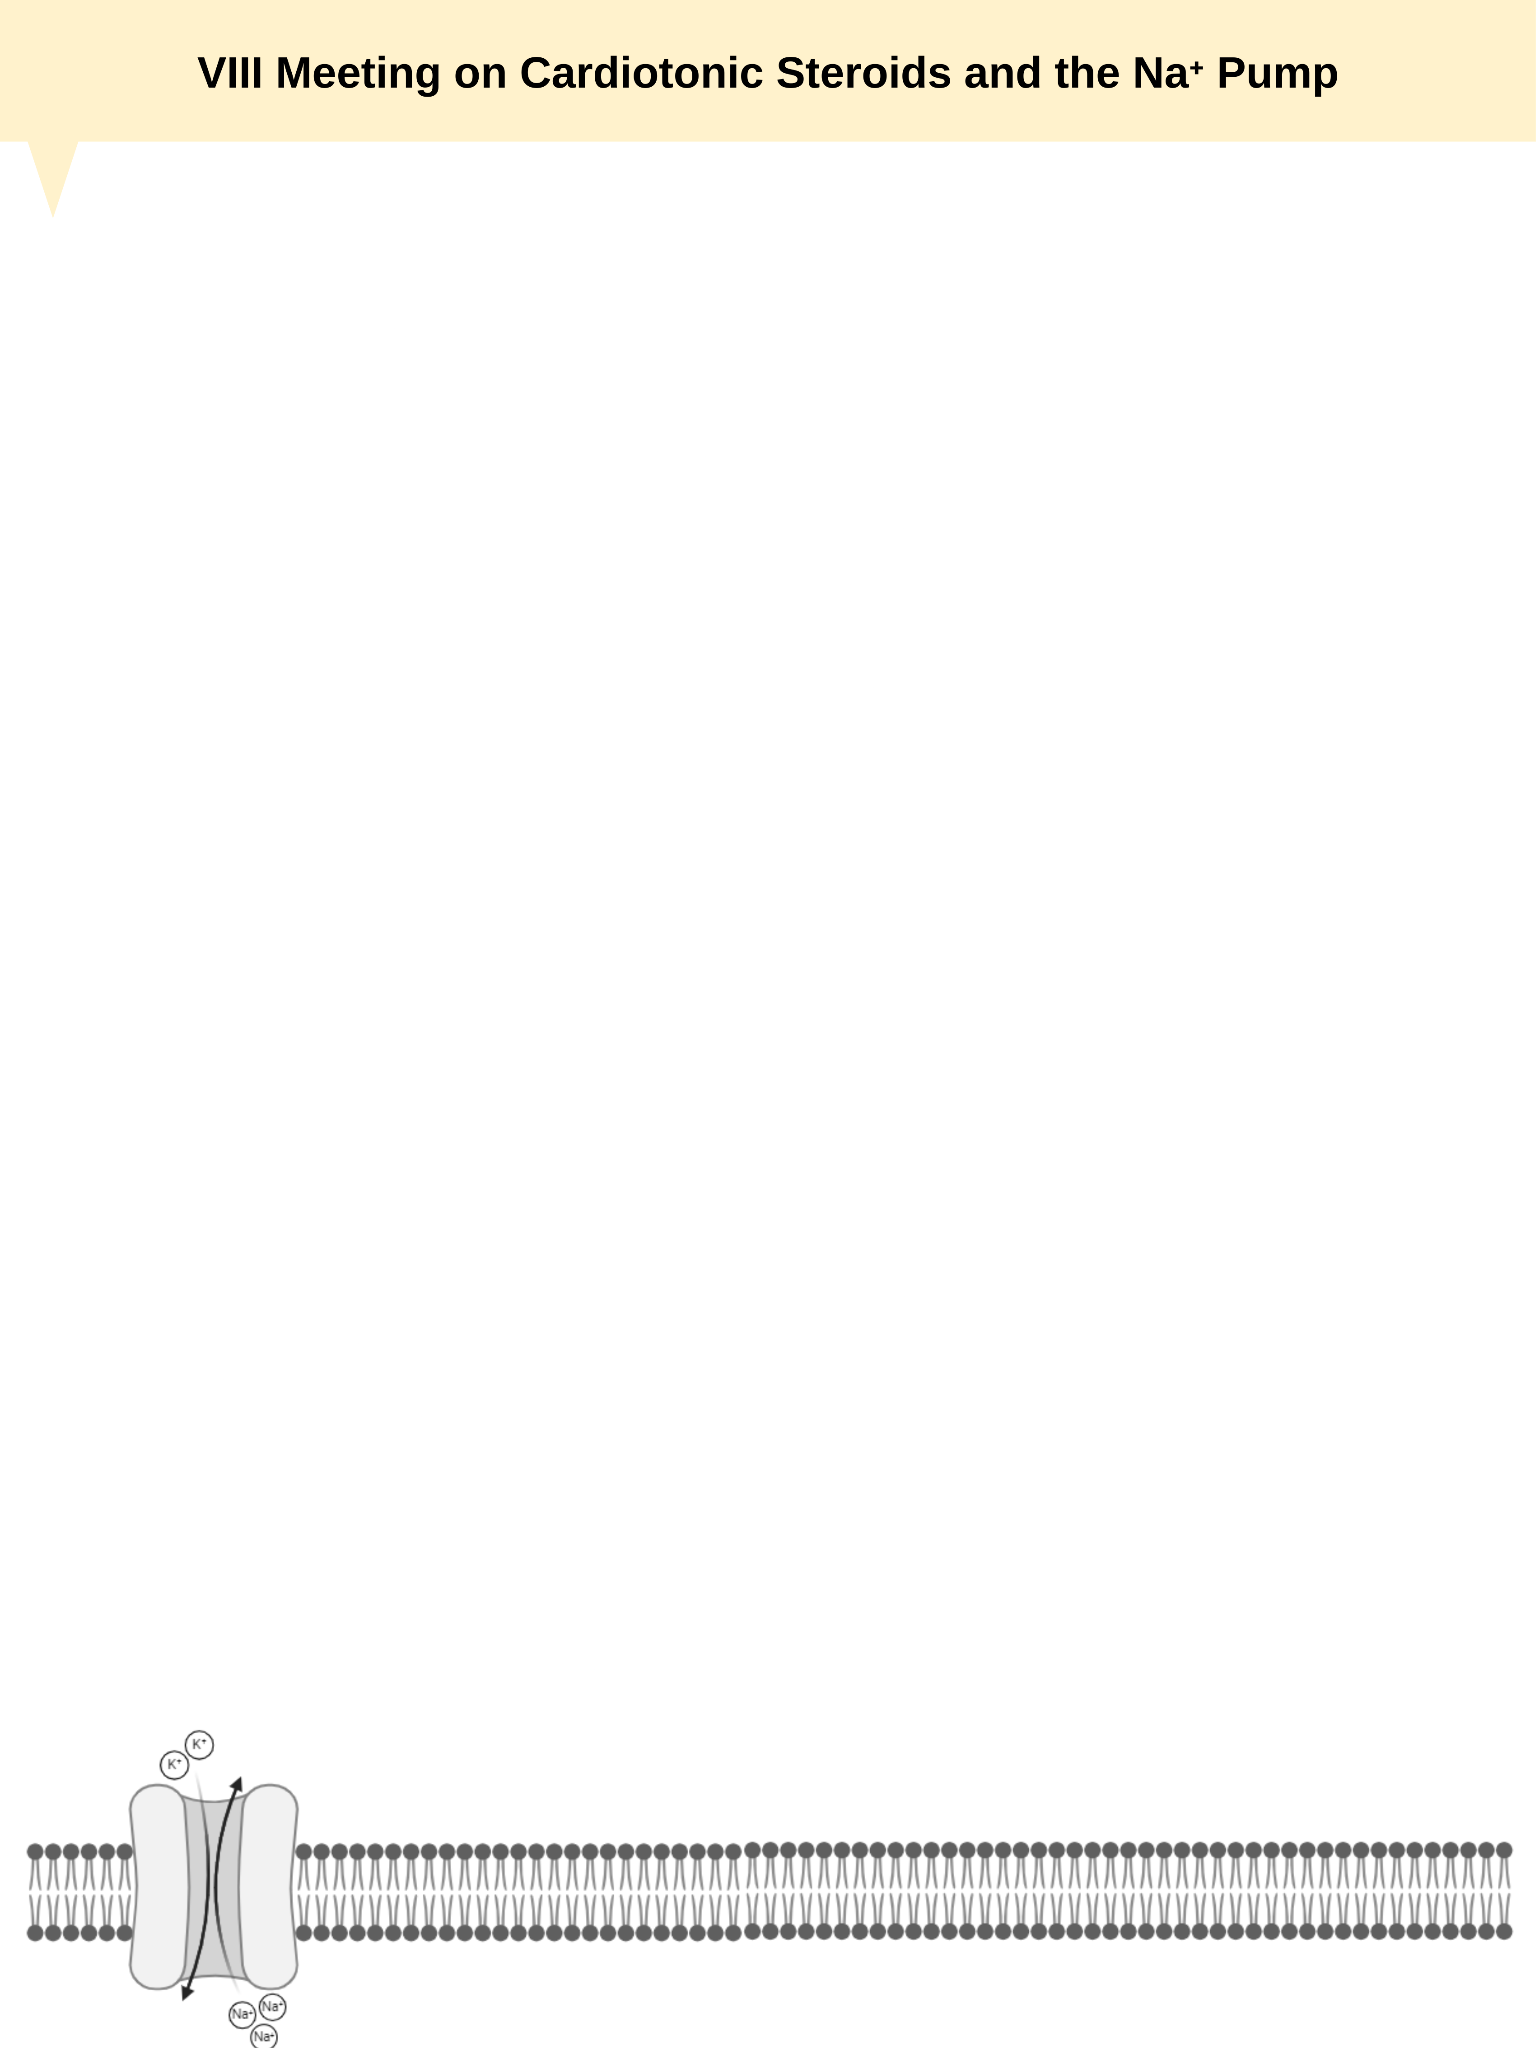 VIII Meeting on Cardiotonic Steroids and the Na⁺ Pump
K⁺
K⁺
Na⁺
Na⁺
Na⁺